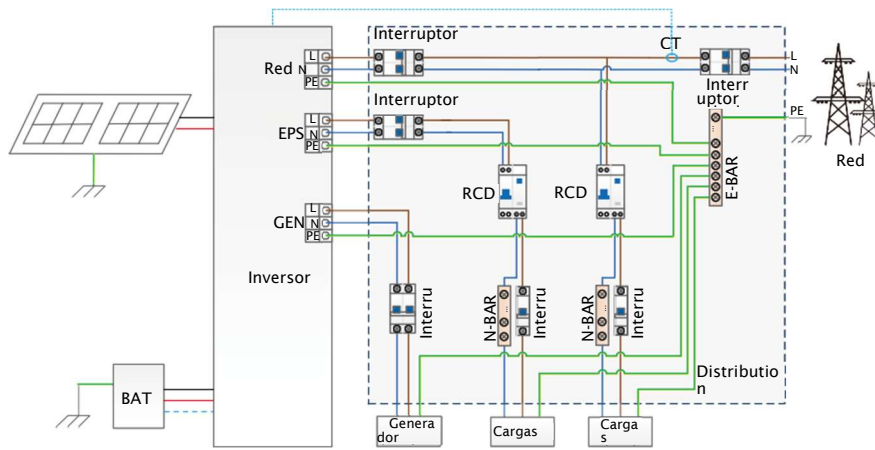 Interruptor
CT
L
Red N
PE
Interruptor
L
EPS N
PE
L
GEN N
PE
Inversor
BAT
RCD
RCD
Interr
uptor
L
N
PE
Red
E-BAR
Interru
N-BAR
Interru
N-BAR
Interru
Distributio
n
Genera
dor
Cargas
Carga
s